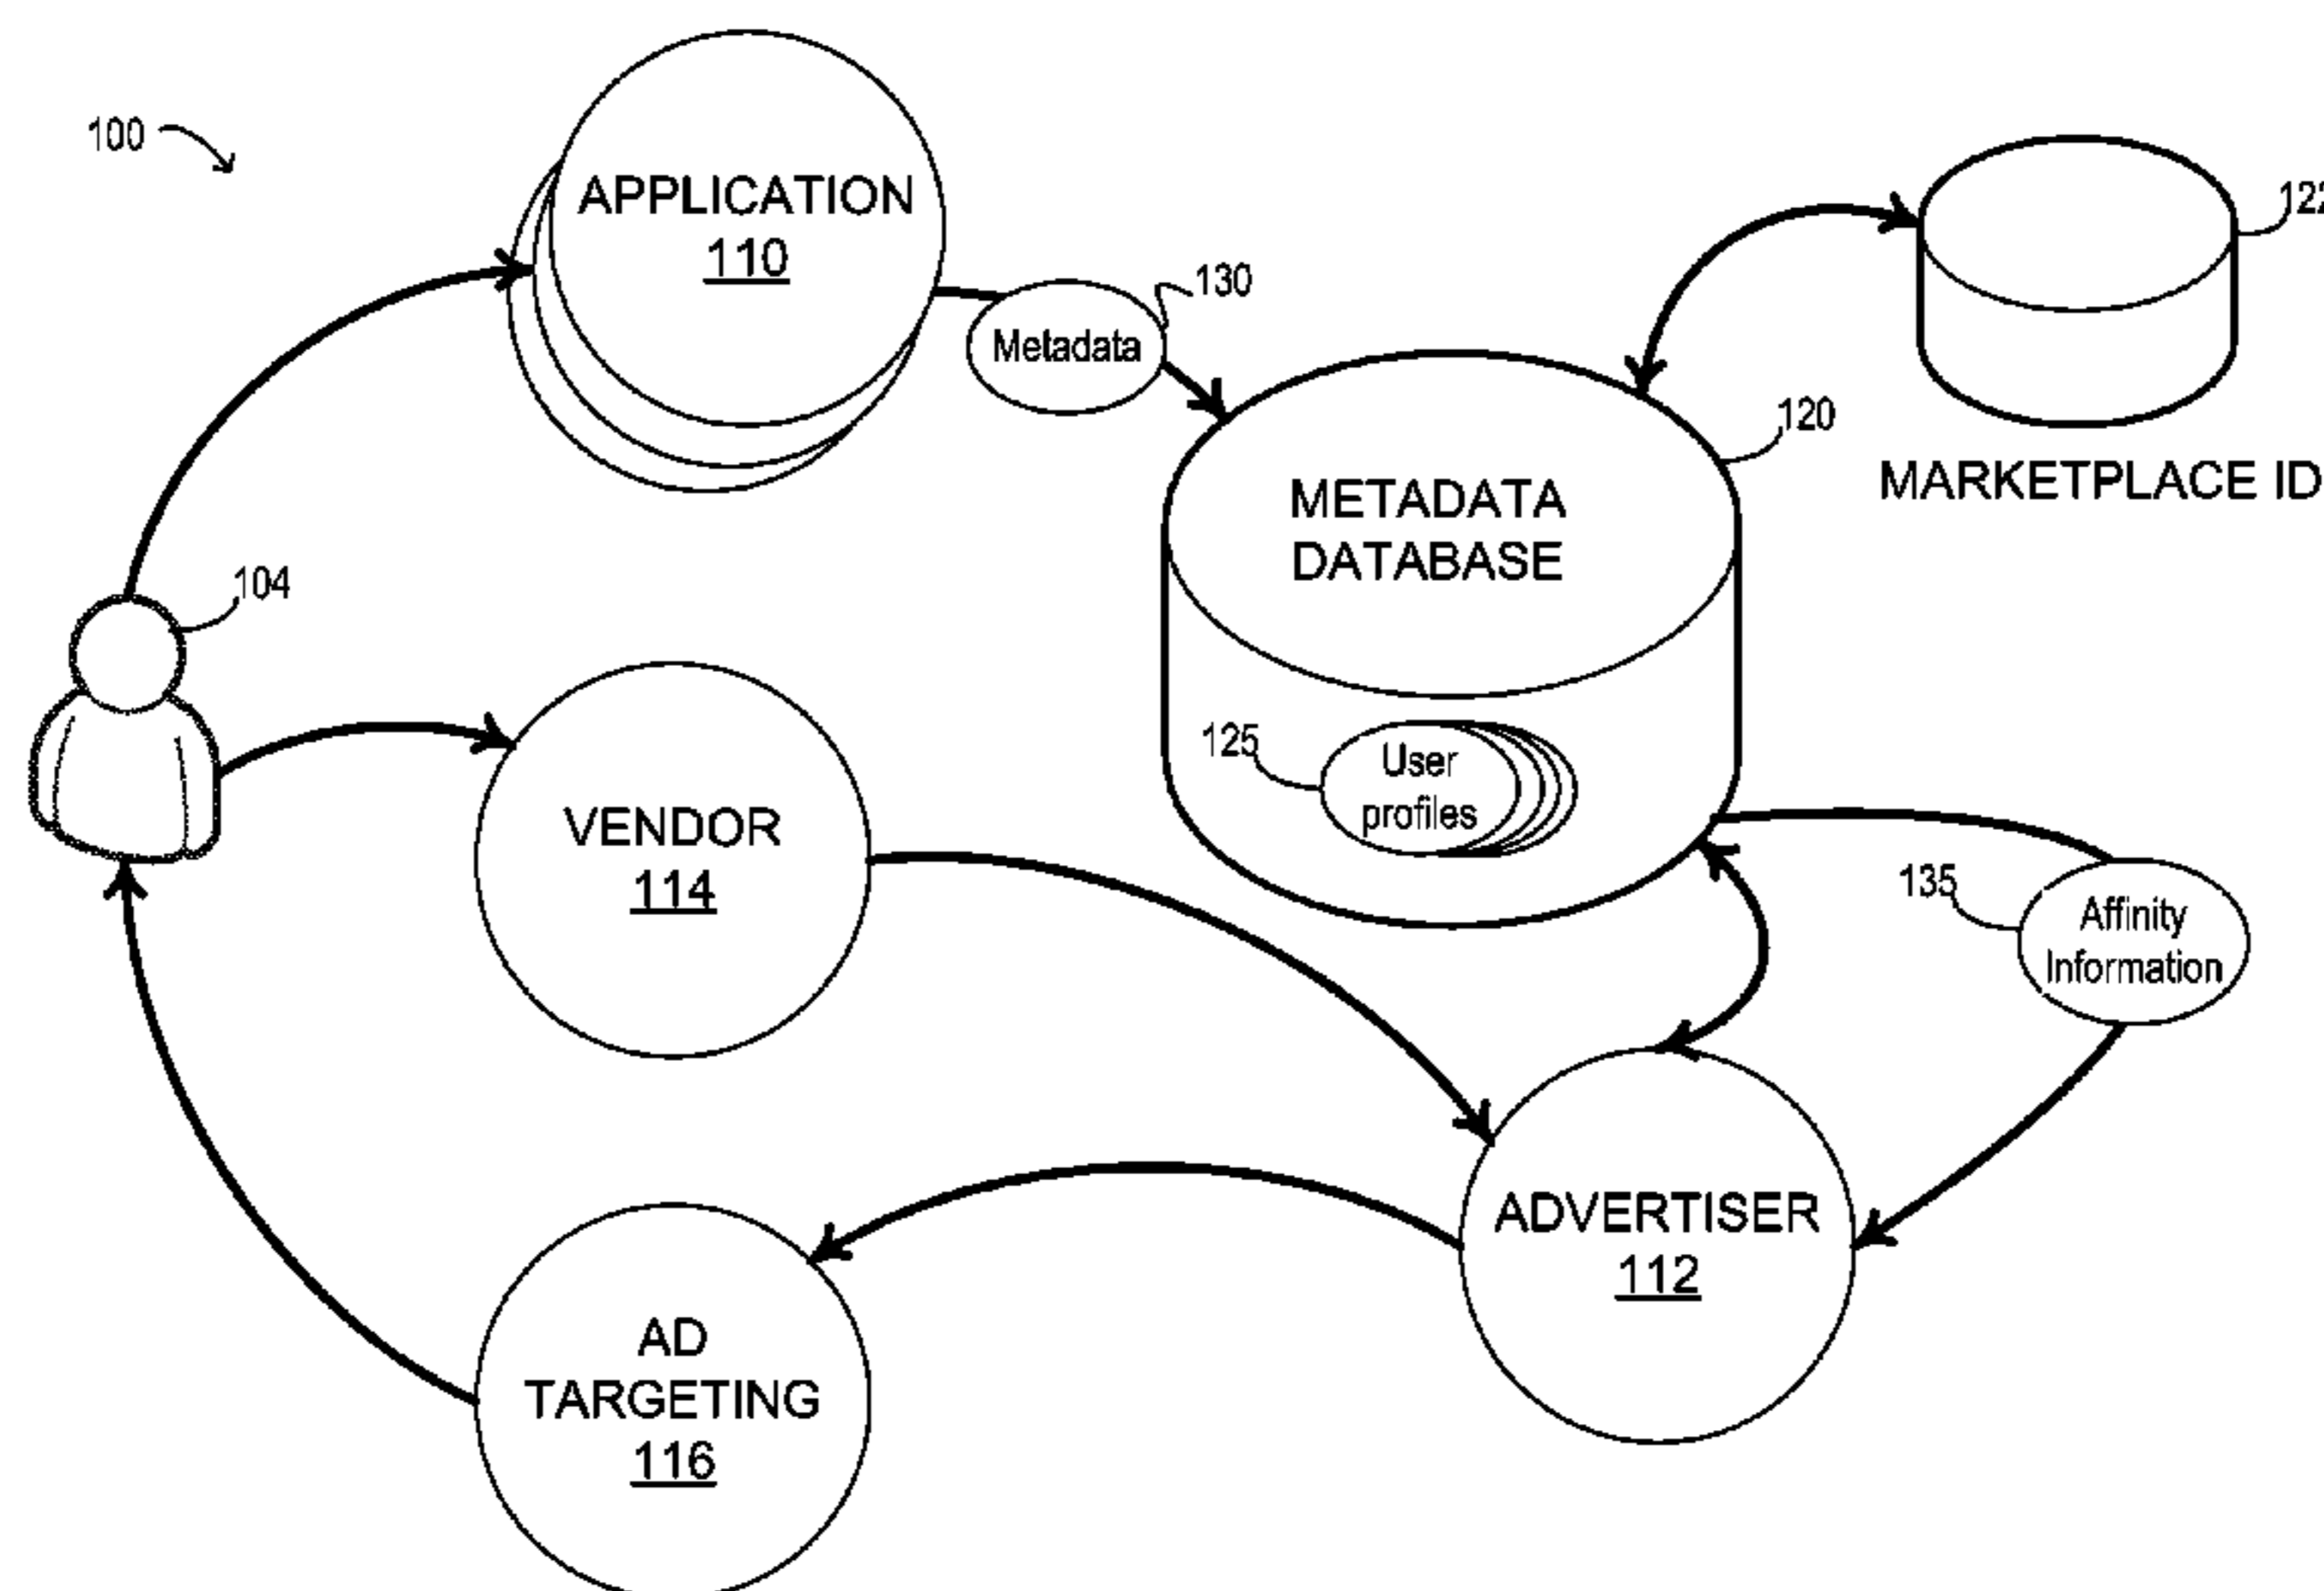 100
APPLICATION
110
122
130
Metadata
120
MARKETPLACE ID
METADATA
DATABASE
104
125
User
profiles
VENDOR
114
135
Affinity
Information
ADVERTISER
112
AD
TARGETING
116